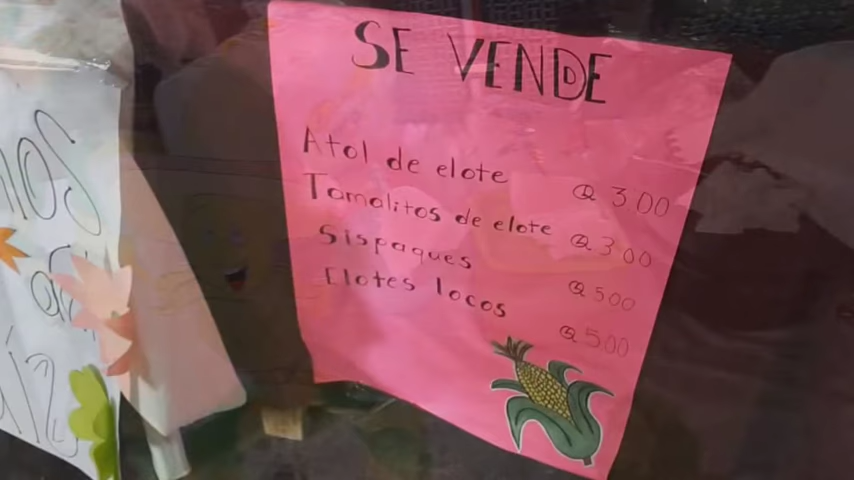 SE VENDE
Atol de elote Q 3.00
Tamalitos de elote Q 3.00
Sispaques Q 5.00
Elotes locos Q 5.00